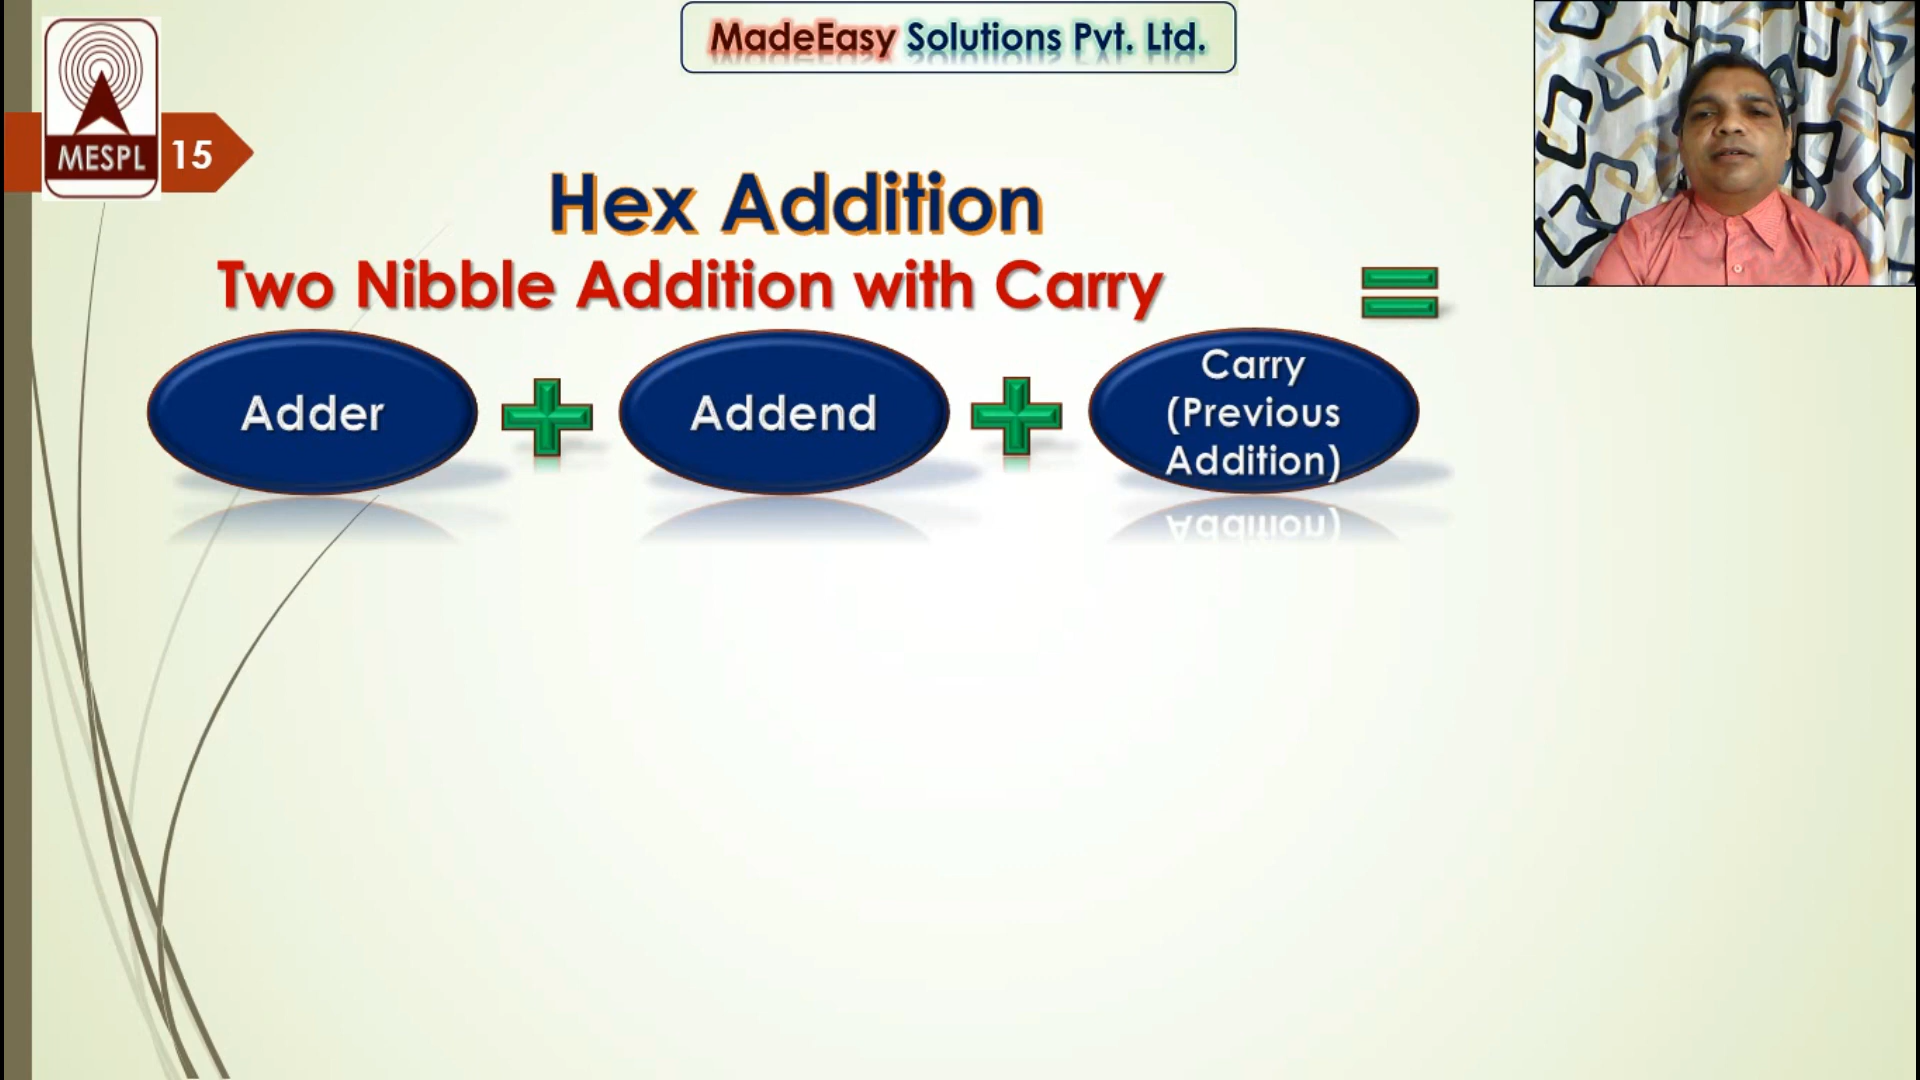 MadeEasy Solutions Pvt. Ltd.
MESPL
15
Hex Addition
Two Nibble Addition with Carry =
Adder + Addend + Carry
(Previous
Addition)